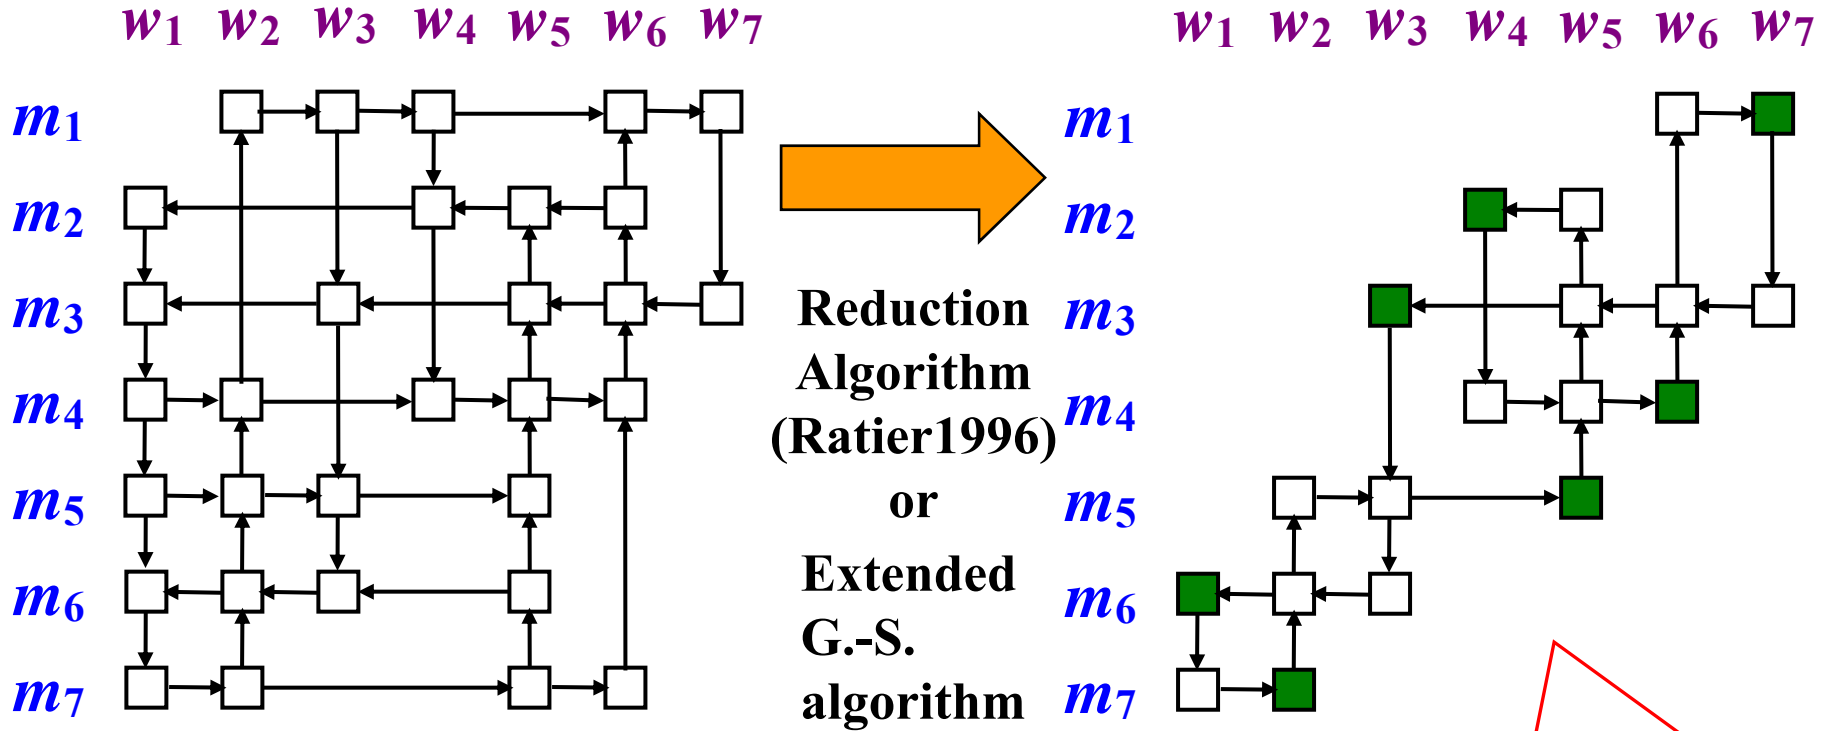 w1 w2 w3 w4 w5 w6 w7
m1
m2
m3
m4
m5
m6
m7
Reduction
Algorithm
(Ratier1996)
or
Extended
G.-S.
algorithm
w1 w2 w3 w4 w5 w6 w7
m1
m2
m3
m4
m5
m6
m7